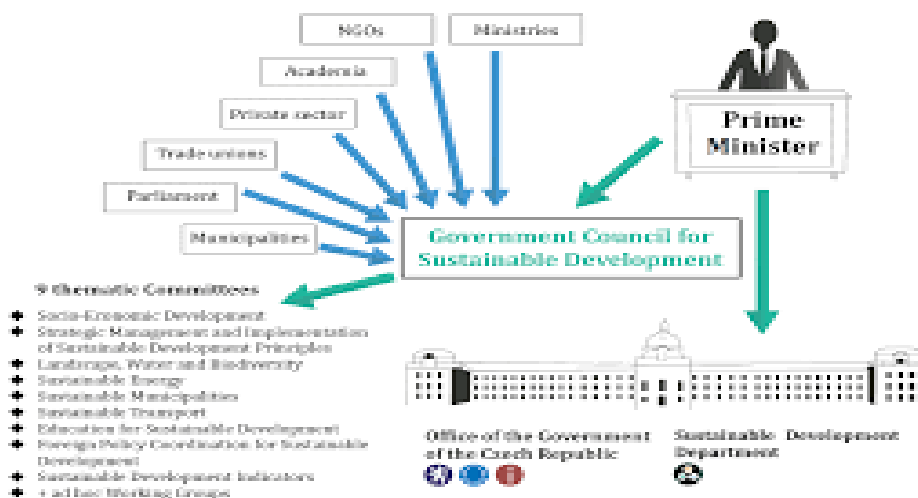 NGOs
Ministries
Academia
Private sector
Trade unions
Parliament
Municipalities
Prime
Minister
Government Council for
Sustainable Development
9 thematic Committees
Socio-Economic Development
Strategic Management and Implementation
of Sustainable Development Principles
Landscape, Water and Biodiversity
Sustainable Energy
Sustainable Municipalities
Sustainable Transport
Education for Sustainable Development
Foreign Policy Coordination for Sustainable
Development
Sustainable Development Indicators
+ ad hoc Working Groups
Office of the Government
of the Czech Republic
Sustainable Development
Department